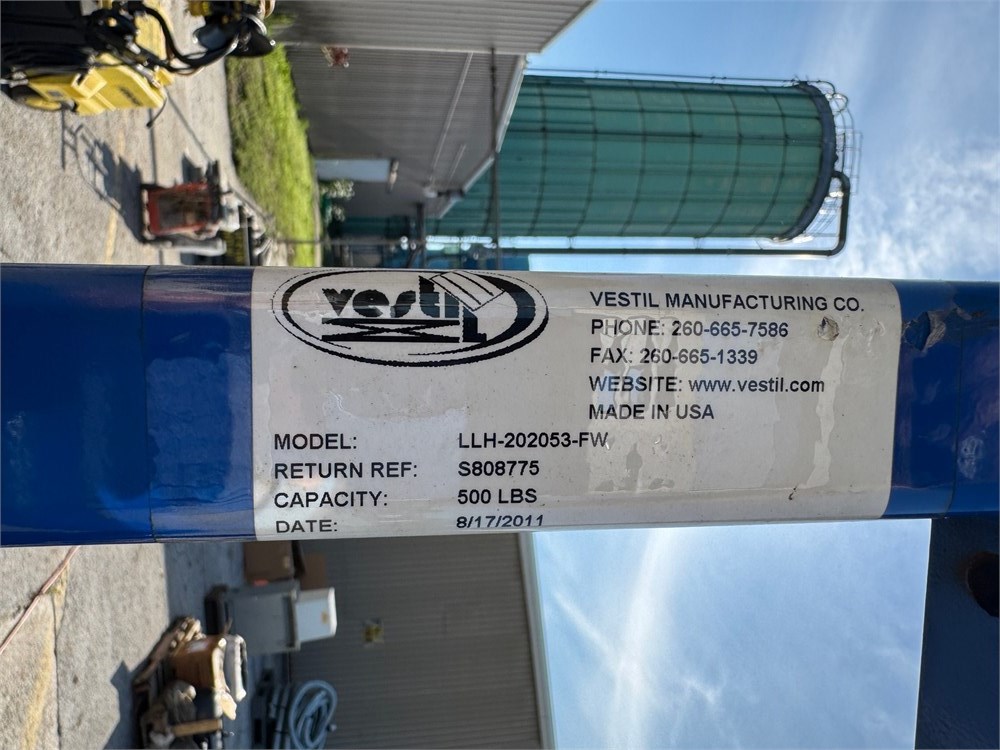 vestil
VESTIL MANUFACTURING CO.
PHONE: 260-665-7586
FAX: 260-665-1339
WEBSITE: www.vestil.com
MADE IN USA
MODEL: LLH-202053-FW
RETURN REF: S808775
CAPACITY: 500 LBS
DATE: 8/17/2011